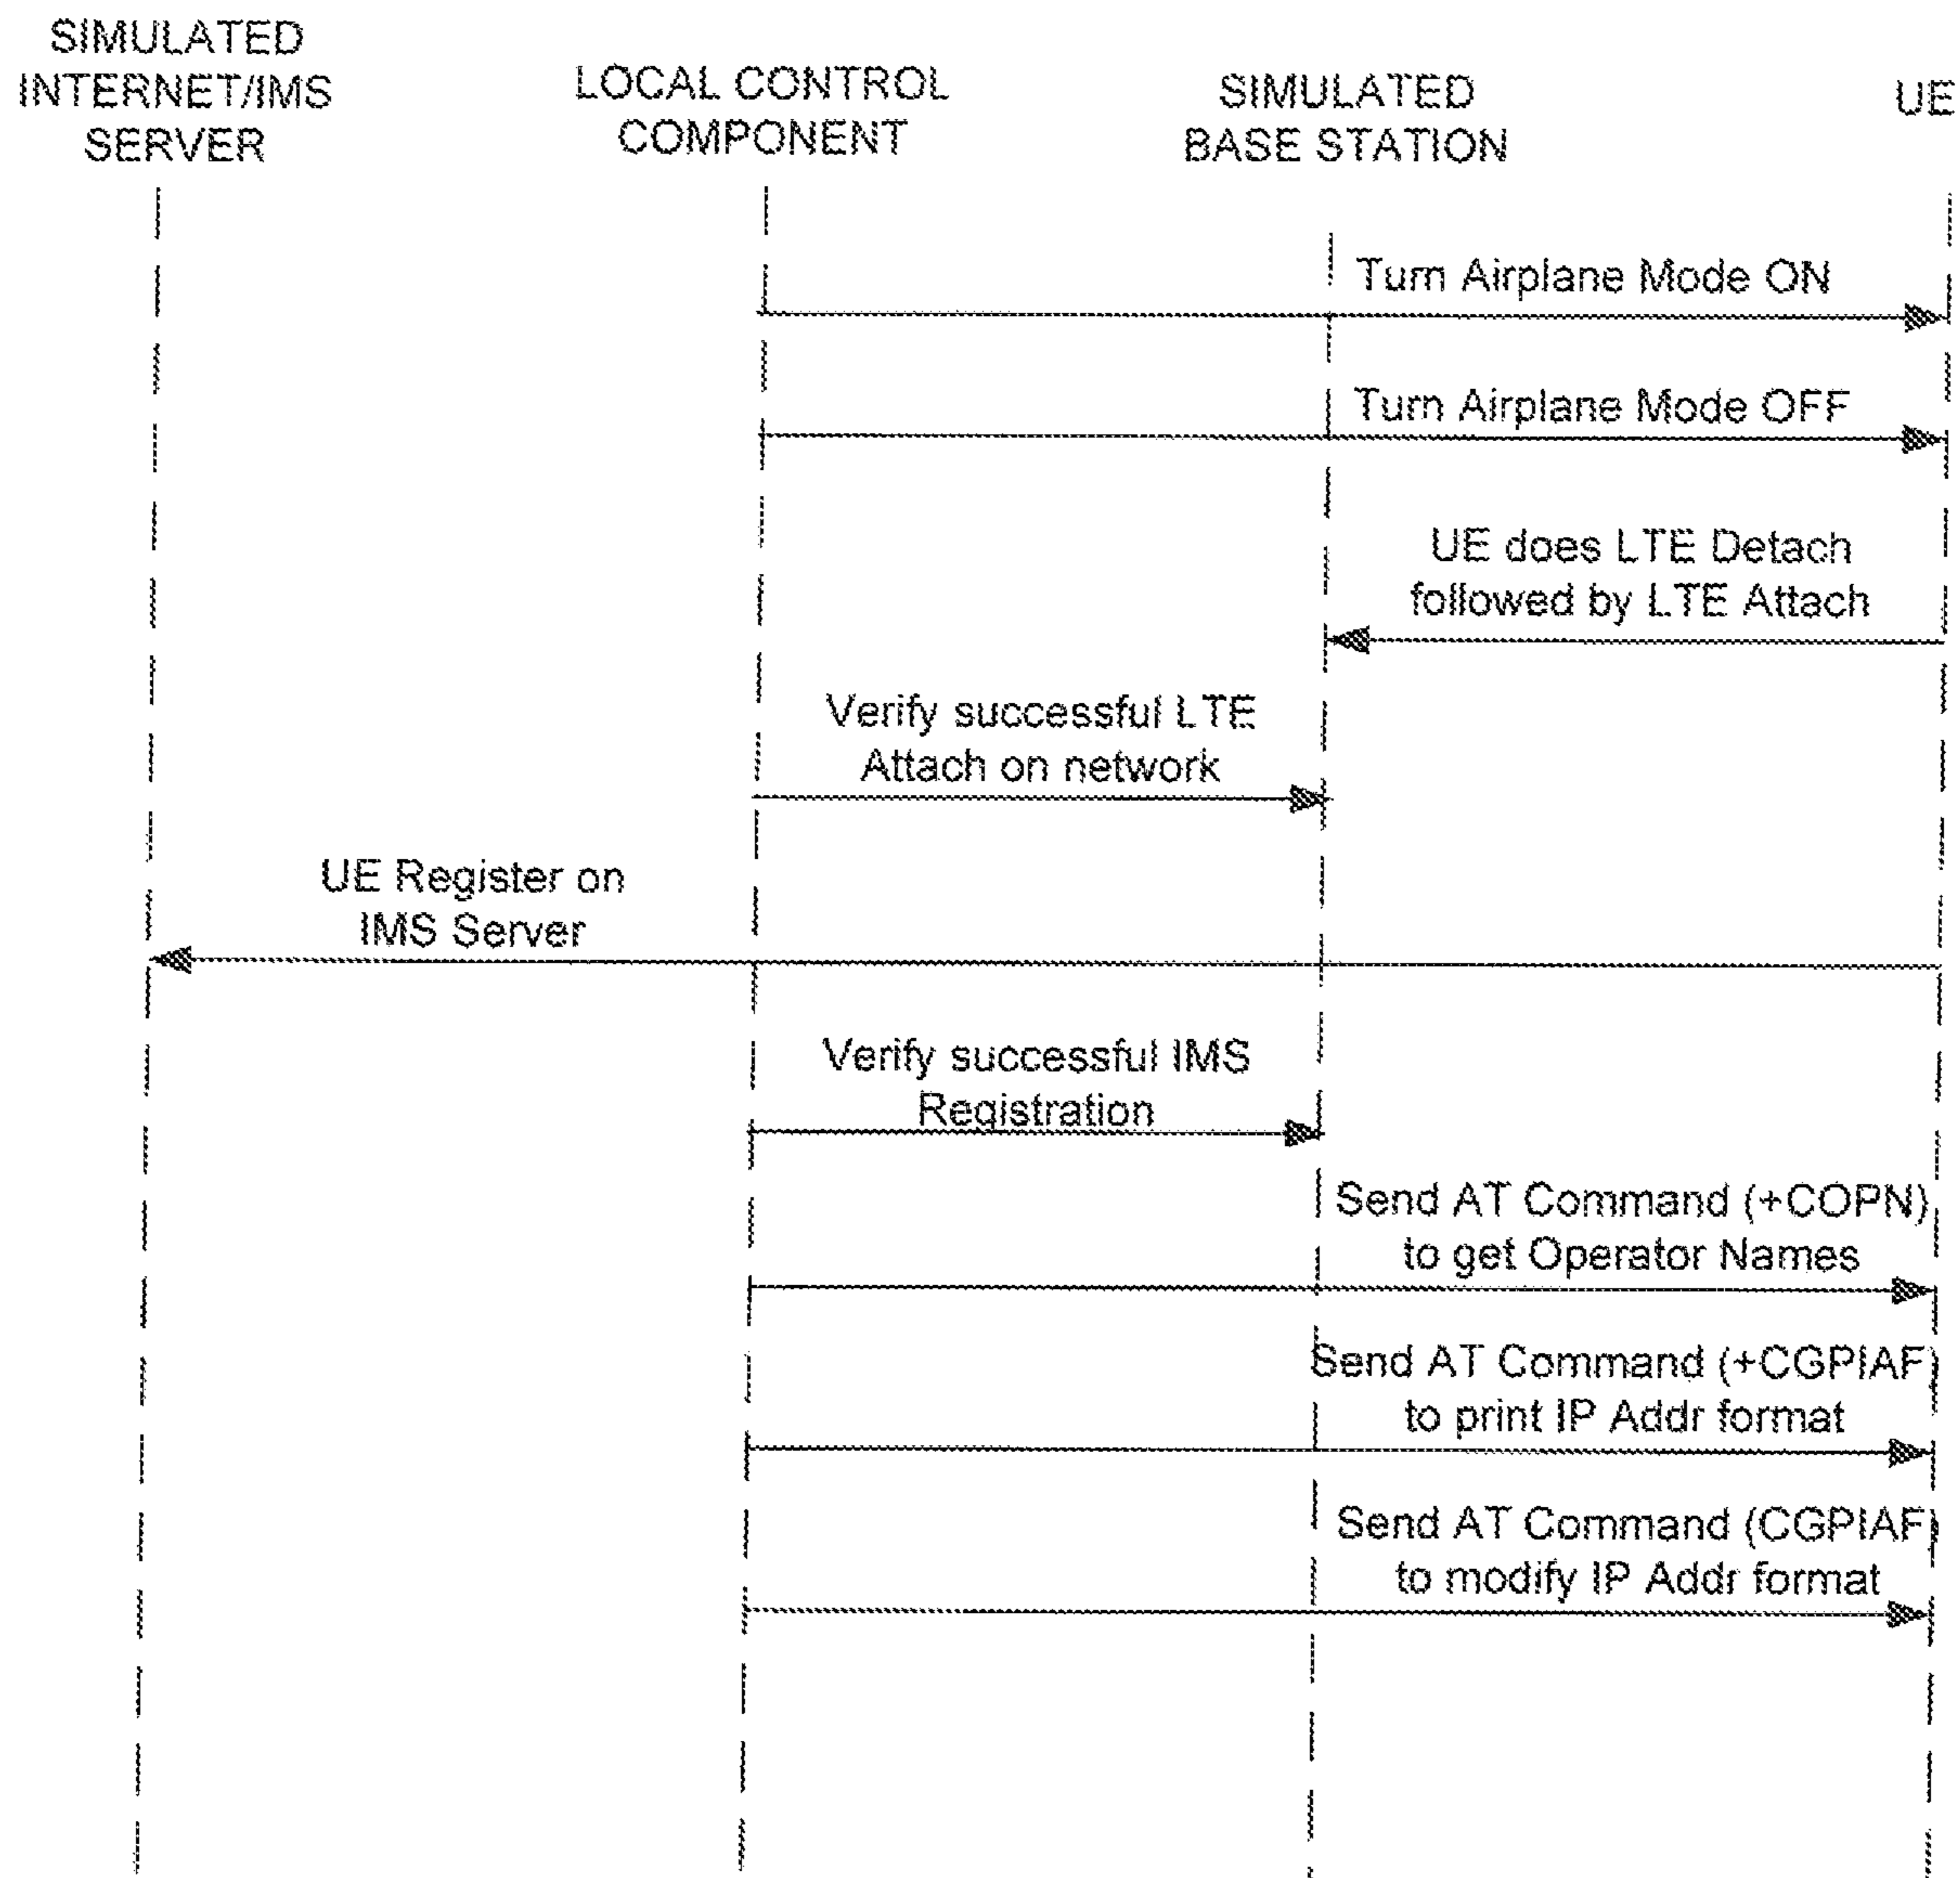 SIMULATED
INTERNET/IMS
SERVER
LOCAL CONTROL
COMPONENT
SIMULATED
BASE STATION
UE
Turn Airplane Mode ON
Turn Airplane Mode OFF
UE does LTE Detach
followed by LTE Attach
Verify successful LTE
Attach on network
UE Register on
IMS Server
Verify successful IMS
Registration
Send AT Command (+COPN)
to get Operator Names
Send AT Command (+CGPIAF)
to print IP Addr format
Send AT Command (CGPIAF)
to modify IP Addr format